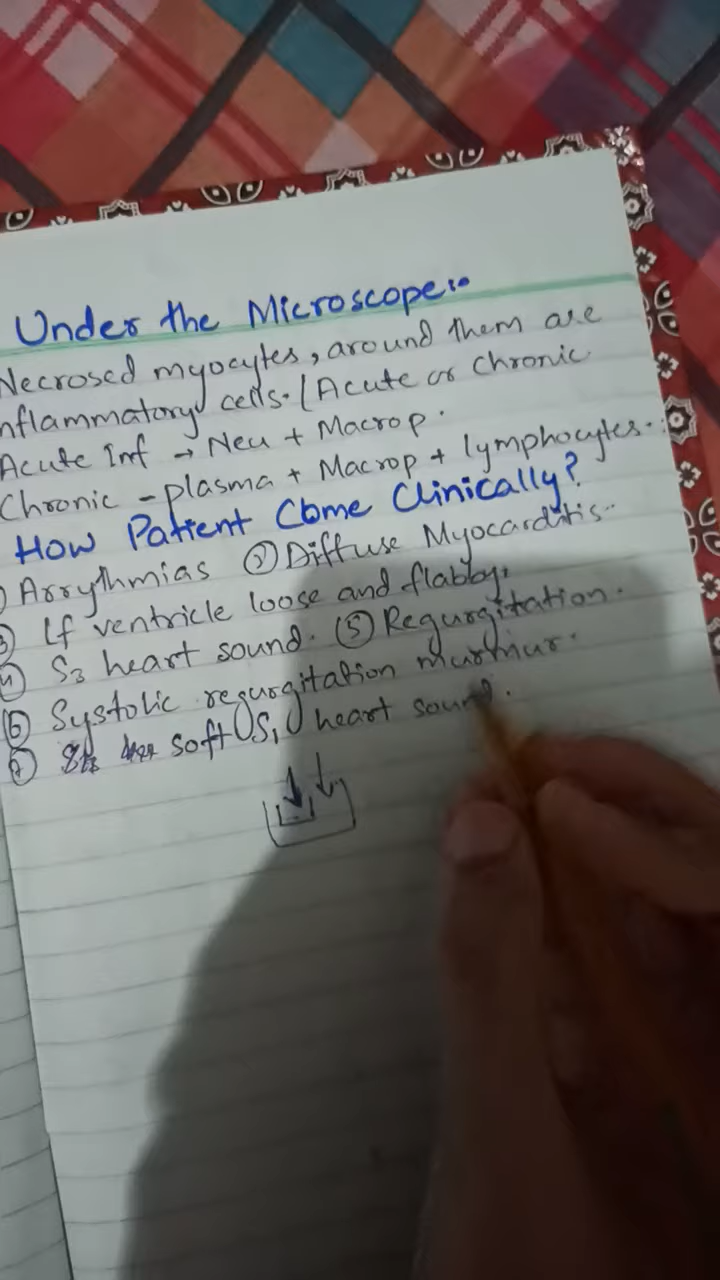 Under the Microscope:-
Necrosed myocytes, around them are
nflammatory cells. (Acute or Chronic
Acute Inf → Neu + Macrop.
Chronic - plasma + Macrop + lymphocytes.
How Patient Come Clinically?
Arrythmias ② Diffuse Myocarditis.
③ If ventricle loose and flabby.
④ S3 heart sound. ⑤ Regurgitation.
⑥ Systolic regurgitation murmur.
⑦ soft S1 heart sound.